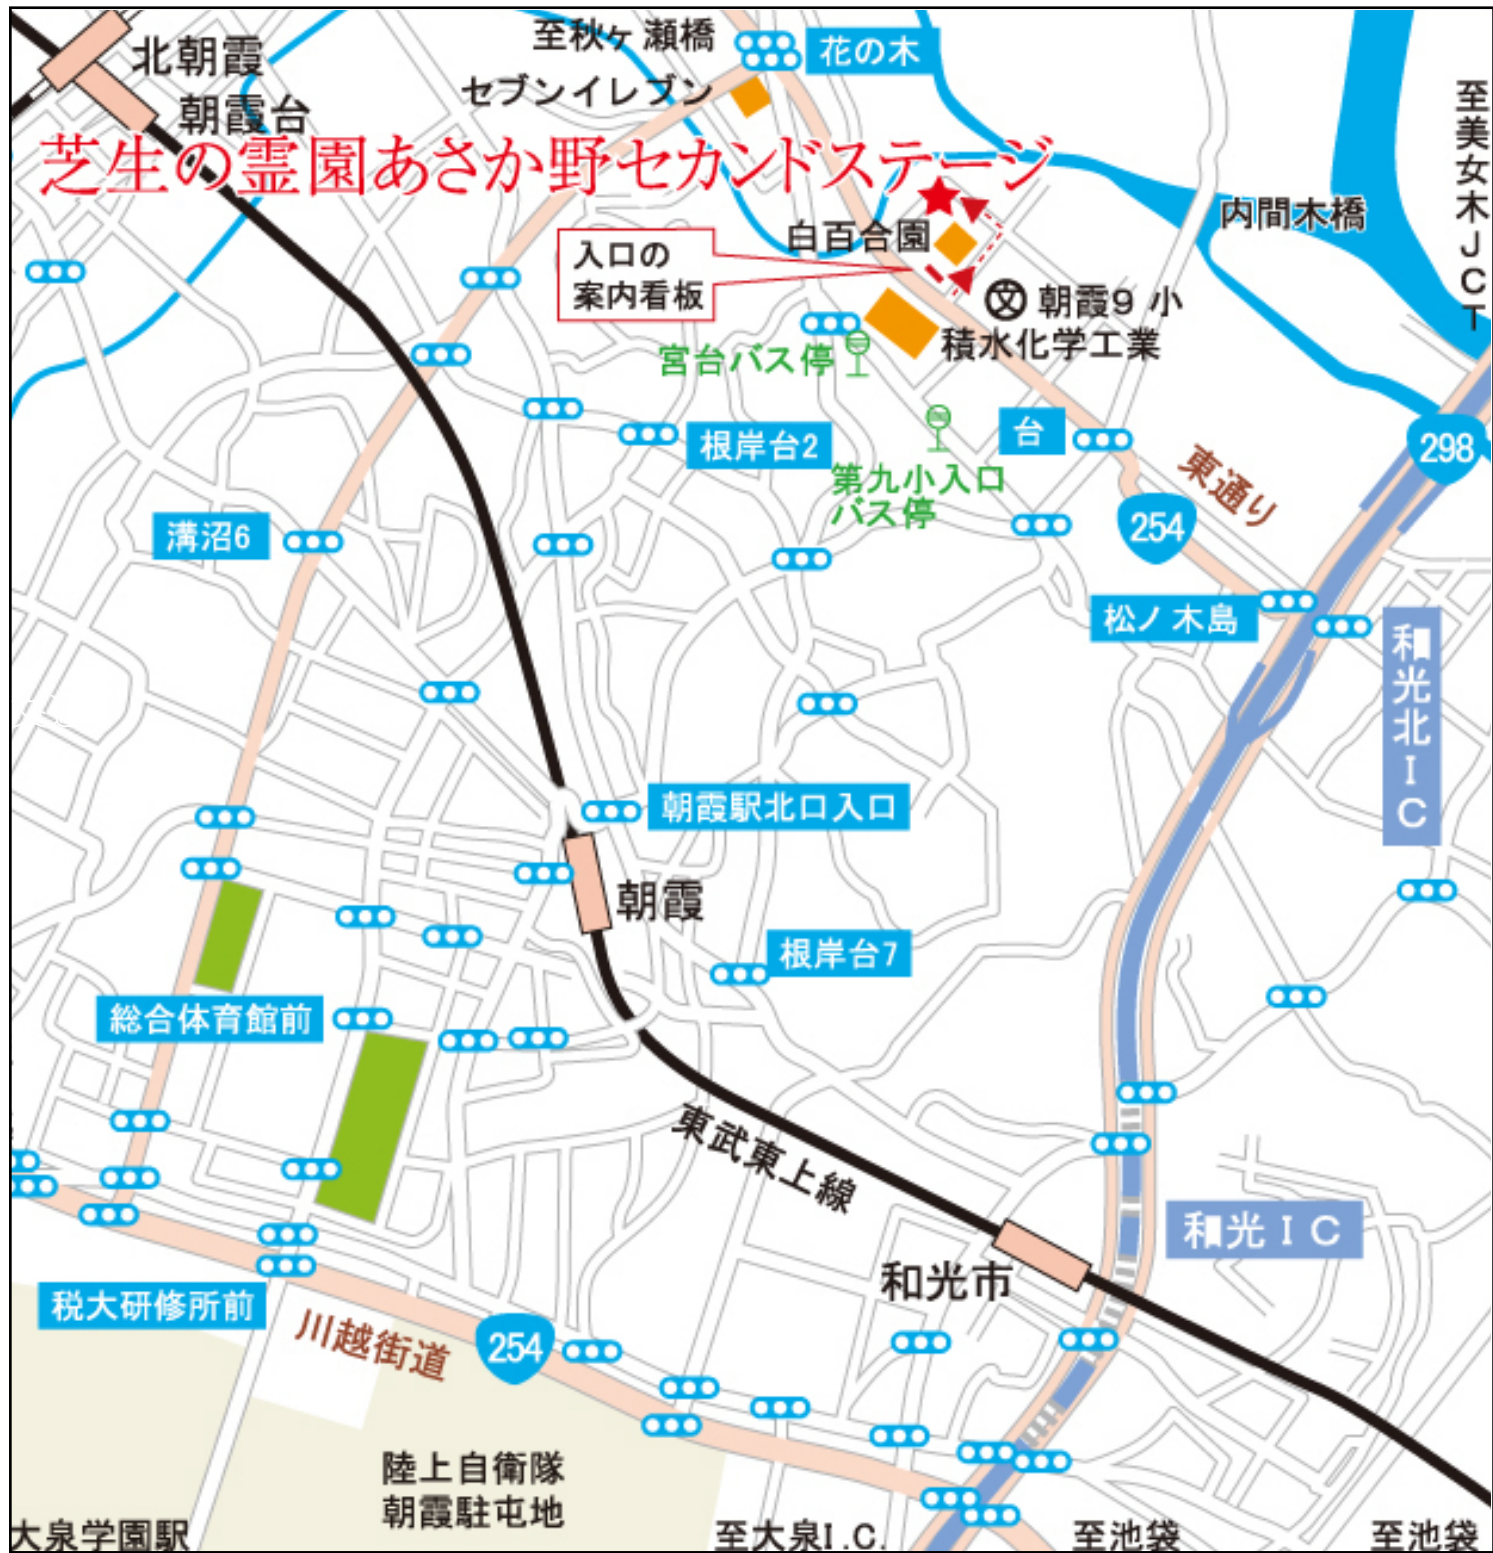 至秋ヶ瀬橋
花の木
北朝霞
セブンイレブン
朝霞台
芝生の霊園あさか野セカンドステージ
至美女木JCT
内間木橋
白百合園
入口の
案内看板
文
朝霞9小
積水化学工業
宮台バス停
根岸台2
台
298
東通り
第九小入口
バス停
溝沼6
254
松ノ木島
和光北IC
朝霞駅北口入口
朝霞
根岸台7
総合体育館前
東武東上線
和光IC
和光市
税大研修所前
川越街道
254
陸上自衛隊
朝霞駐屯地
大泉学園駅
至大泉I.C.
至池袋
至池袋